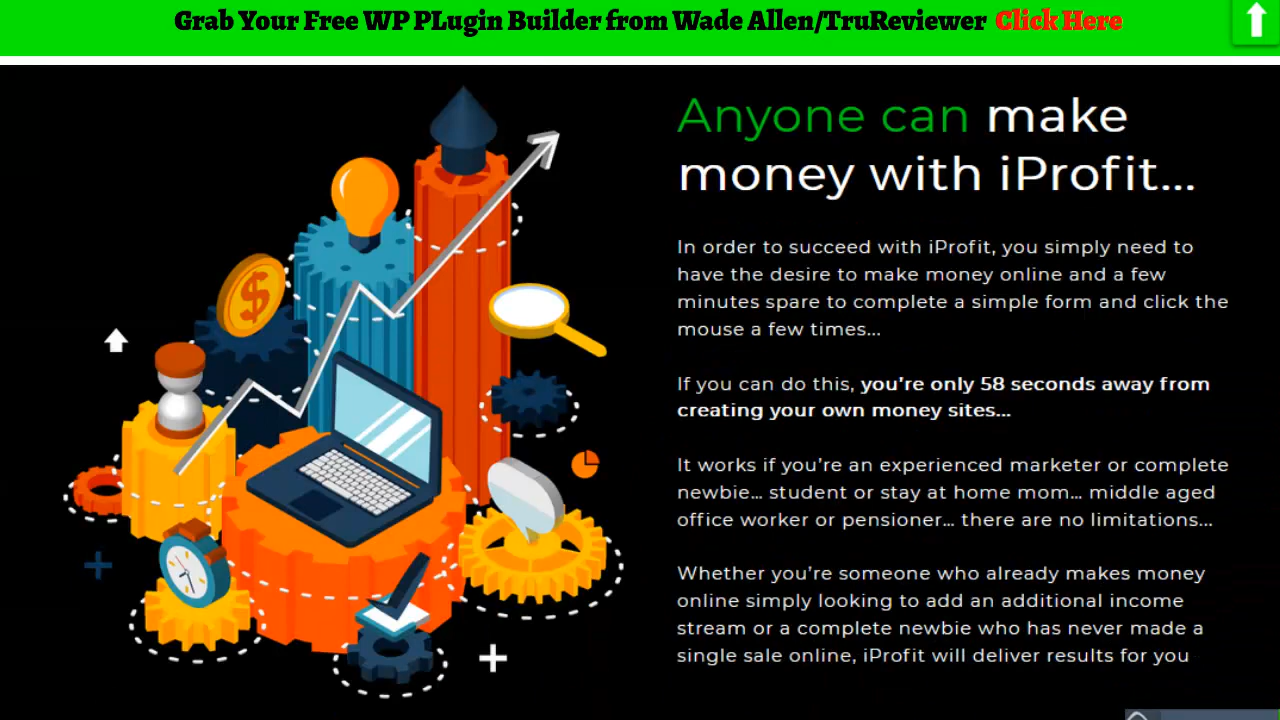 Grab Your Free WP PLugin Builder from Wade Allen/TruReviewer Click Here
Anyone can make
money with iProfit...
In order to succeed with iProfit, you simply need to
have the desire to make money online and a few
minutes spare to complete a simple form and click the
mouse a few times...
If you can do this, you're only 58 seconds away from
creating your own money sites...
It works if you're an experienced marketer or complete
newbie... student or stay at home mom... middle aged
office worker or pensioner... there are no limitations...
Whether you're someone who already makes money
online simply looking to add an additional income
stream or a complete newbie who has never made a
single sale online, iProfit will deliver results for you
$